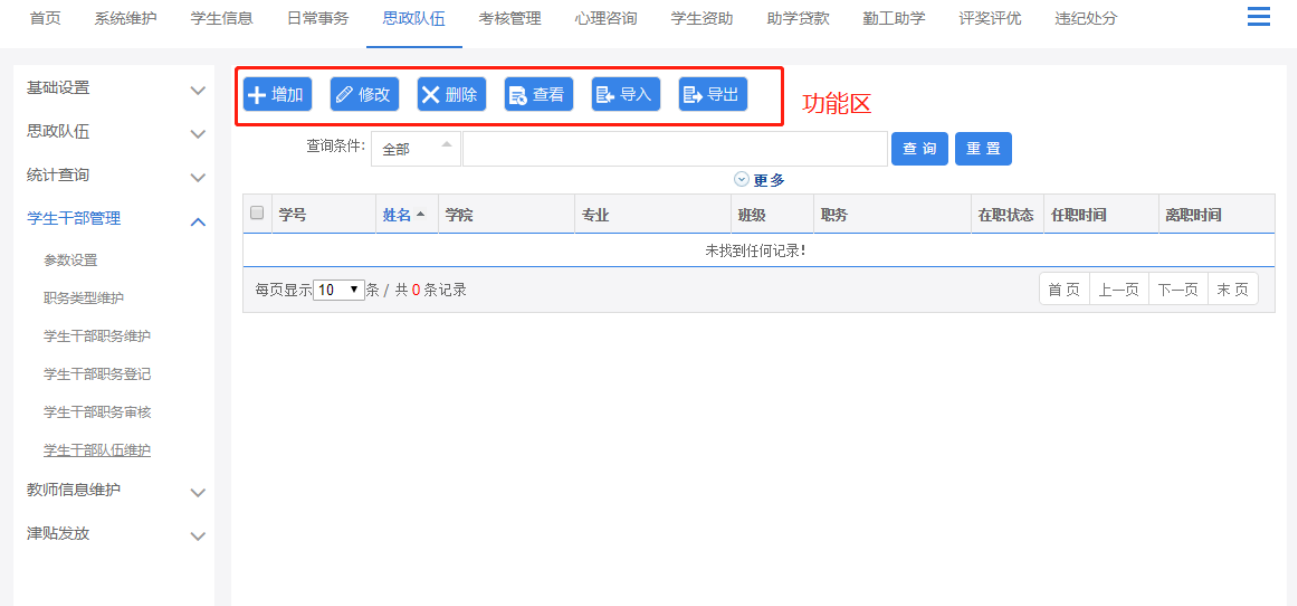 首页 系统维护 学生信息 日常事务 思政队伍 考核管理 心理咨询 学生资助 助学贷款 勤工助学 评奖评优 违纪处分
基础设置
思政队伍
统计查询
学生干部管理
参数设置
职务类型维护
学生干部职务维护
学生干部职务登记
学生干部职务审核
学生干部队伍维护
教师信息维护
津贴发放
增加 修改 删除 查看 导入 导出 功能区
查询条件: 全部 查询 重置
更多
学号 姓名 学院 专业 班级 职务 在职状态 任职时间 离职时间
未找到任何记录!
每页显示 10 条 / 共 0 条记录 首页 上一页 下一页 末页